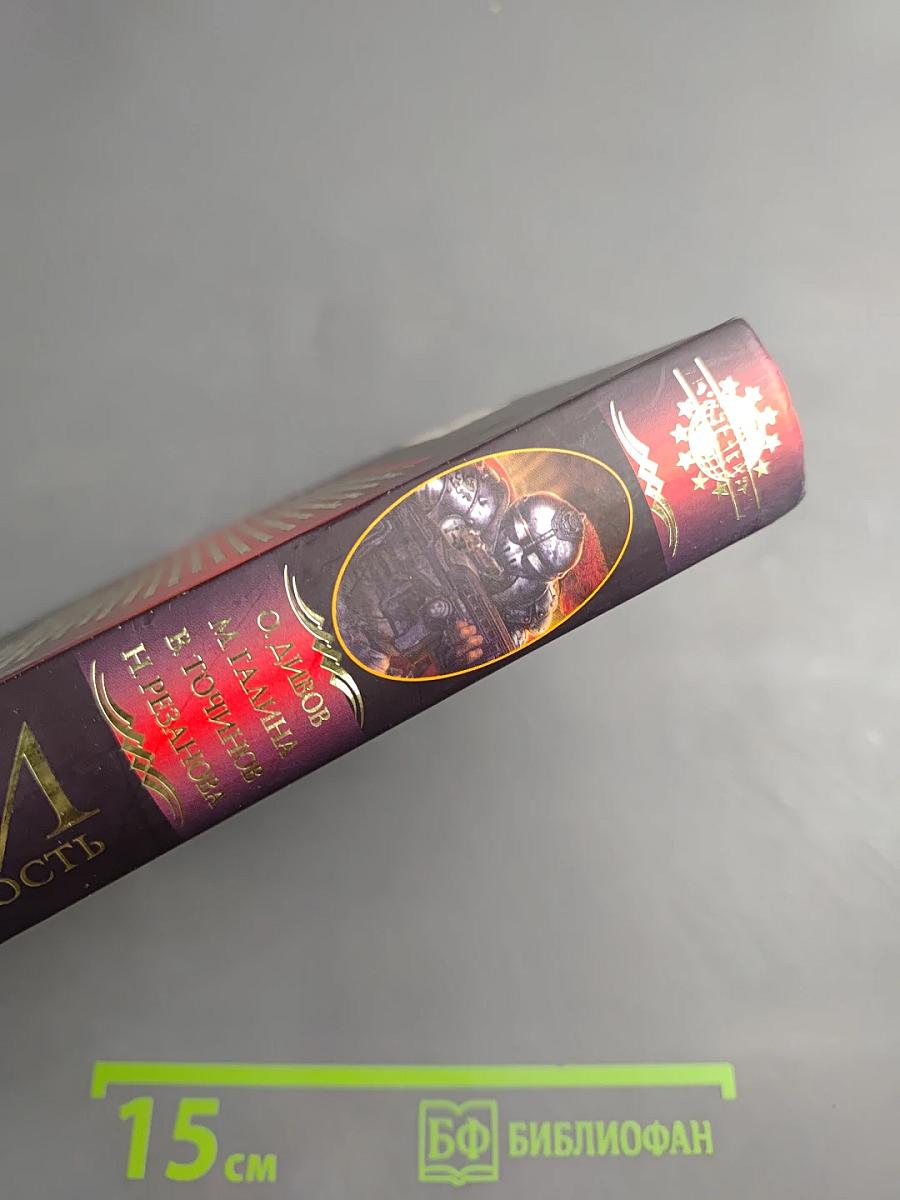 О. ДИВОВ
М. ГАЛИНА
В. ТОЧИНОВ
Н. РЕЗАНОВА
ОСТЬ
15 см
БФ БИБЛИОФАН